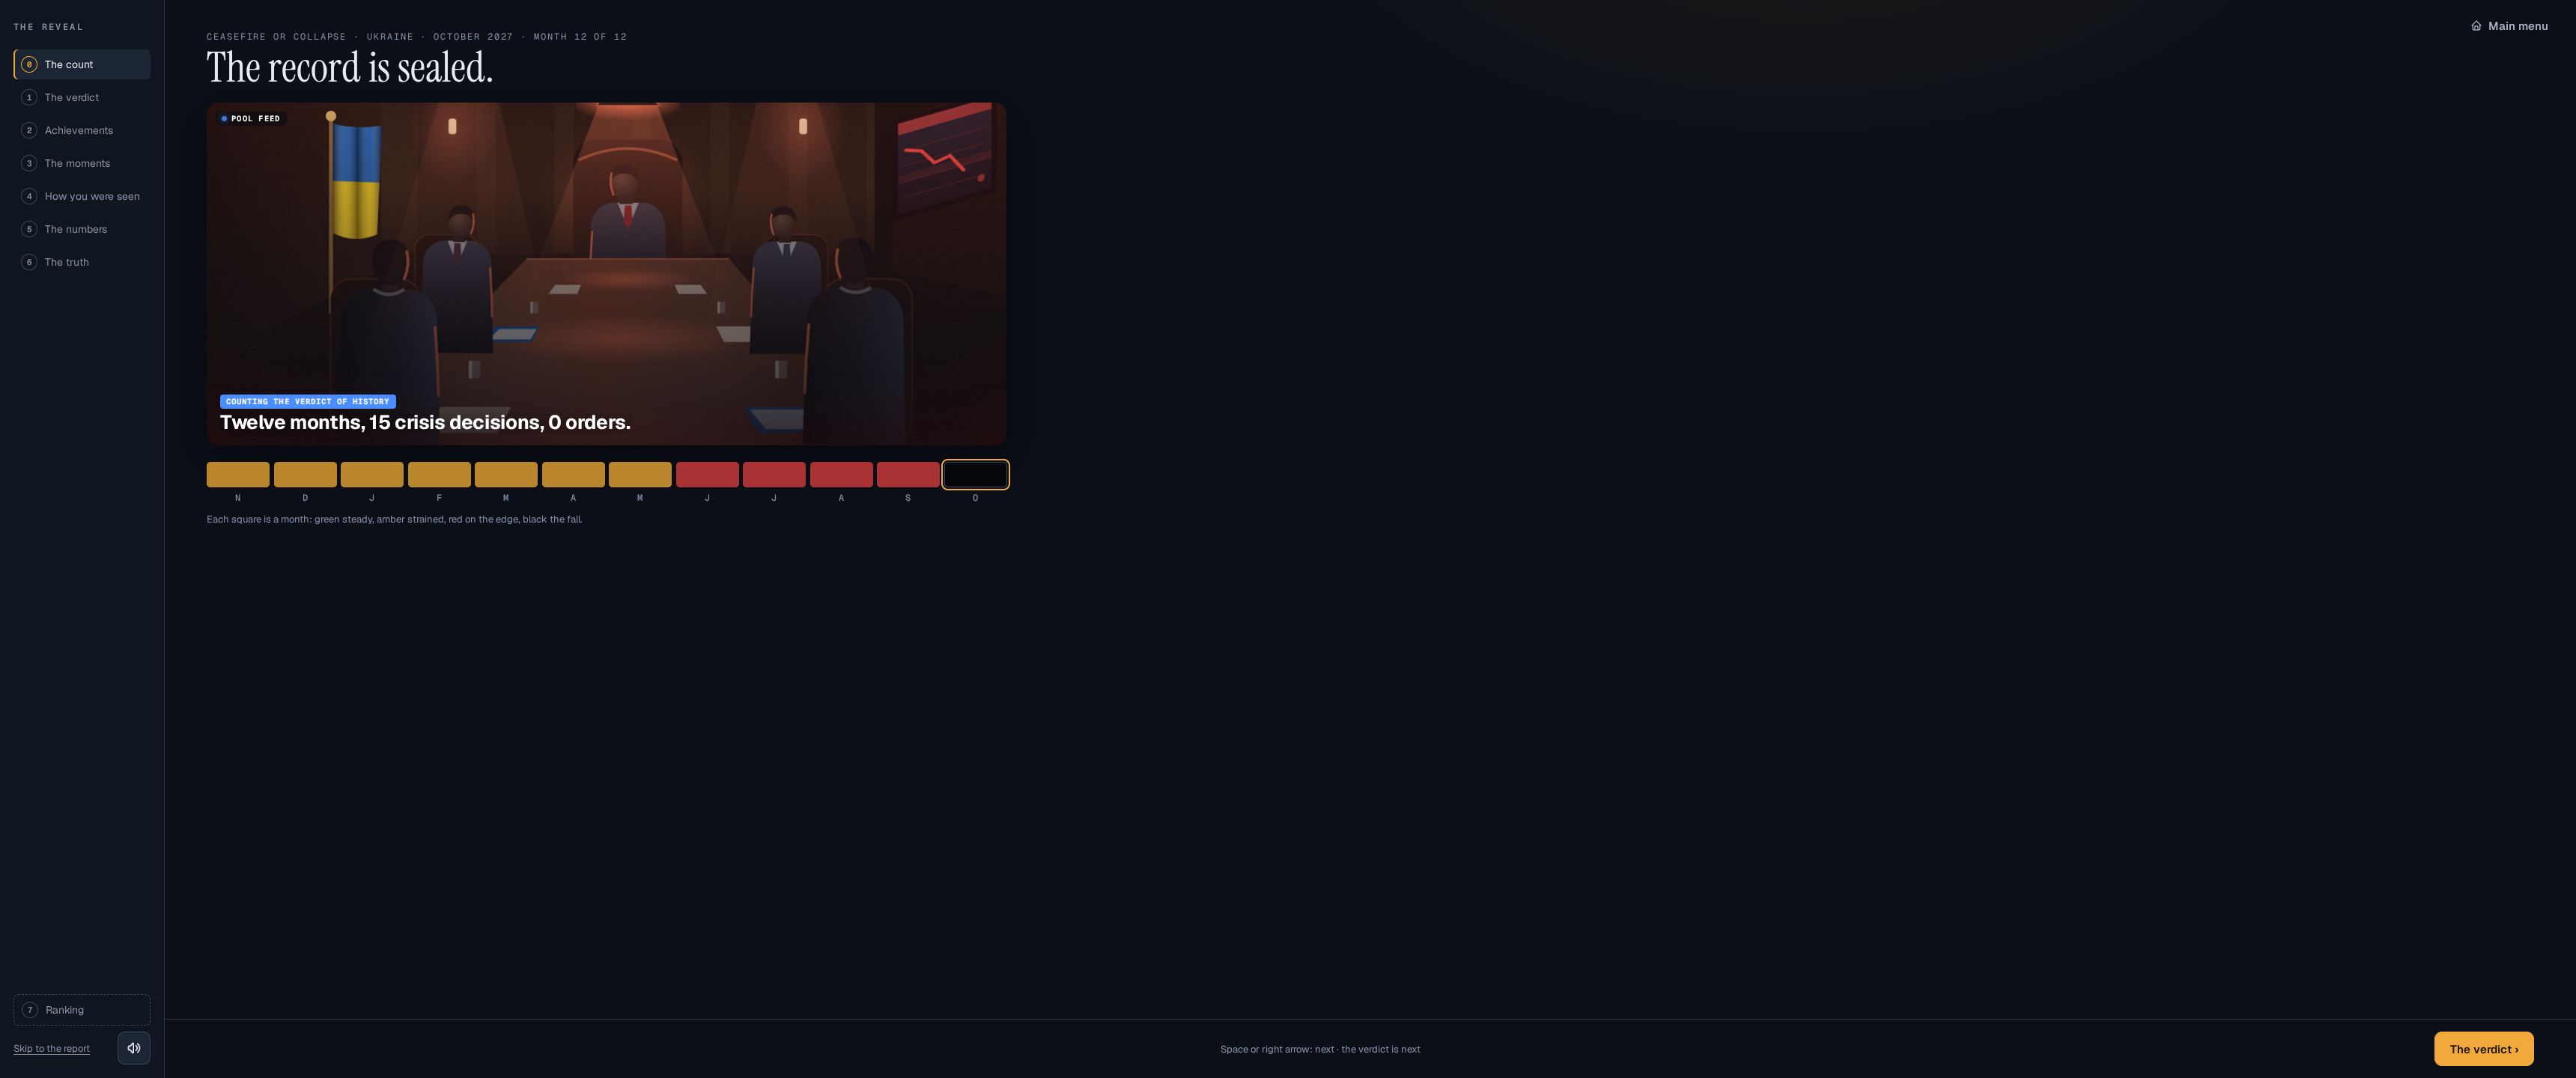 THE REVEAL
0 The count
1 The verdict
2 Achievements
3 The moments
4 How you were seen
5 The numbers
6 The truth
7 Ranking
Skip to the report
Main menu
CEASEFIRE OR COLLAPSE · UKRAINE · OCTOBER 2027 · MONTH 12 OF 12
The record is sealed.
POOL FEED
COUNTING THE VERDICT OF HISTORY
Twelve months, 15 crisis decisions, 0 orders.
N D J F M A M J J A S O
Each square is a month: green steady, amber strained, red on the edge, black the fall.
Space or right arrow: next · the verdict is next
The verdict ›